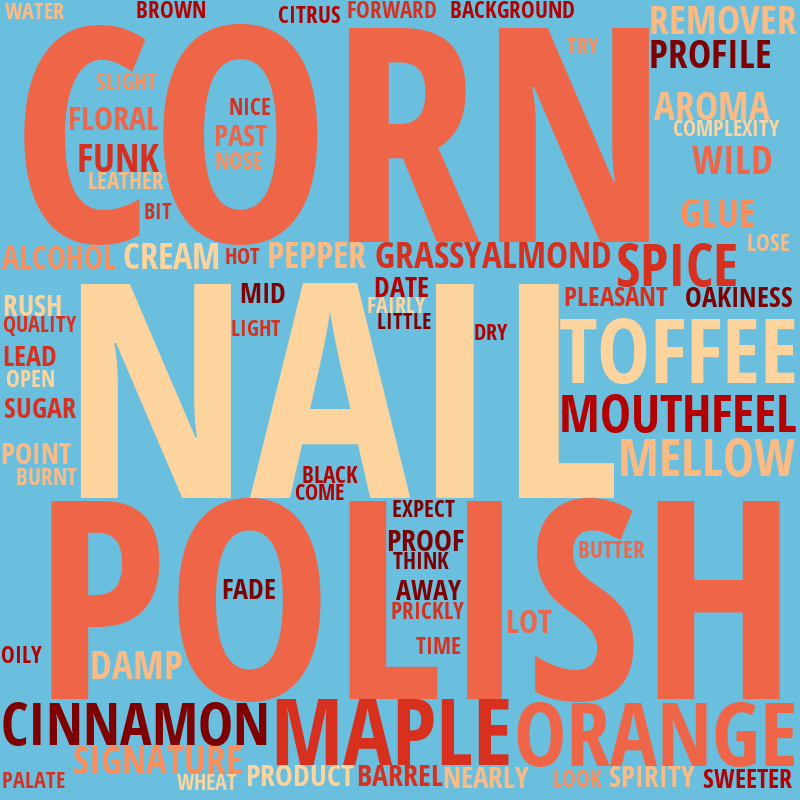 WATER
BROWN
CITRUS
FORWARD
BACKGROUND
REMOVER
CORN
TRY
PROFILE
SLIGHT
NICE
AROMA
FLORAL
PAST
COMPLEXITY
FUNK
NOSE
WILD
LEATHER
BIT
GLUE
LOSE
ALCOHOL
CREAM
HOT
PEPPER
GRASSY
ALMOND
SPICE
RUSH
MID
DATE
FAIRLY
PLEASANT
OAKINESS
QUALITY
LIGHT
LITTLE
DRY
NAIL
TOFFEE
LEAD
OPEN
SUGAR
MOUTHFEEL
POINT
MELLOW
BURNT
BLACK
COME
EXPECT
POLISH
PROOF
BUTTER
THINK
FADE
AWAY
PRICKLY
LOT
TIME
OILY
DAMP
CINNAMON
MAPLE
ORANGE
SIGNATURE
PALATE
WHEAT
PRODUCT
BARREL
NEARLY
LOOK
SPIRITY
SWEETER